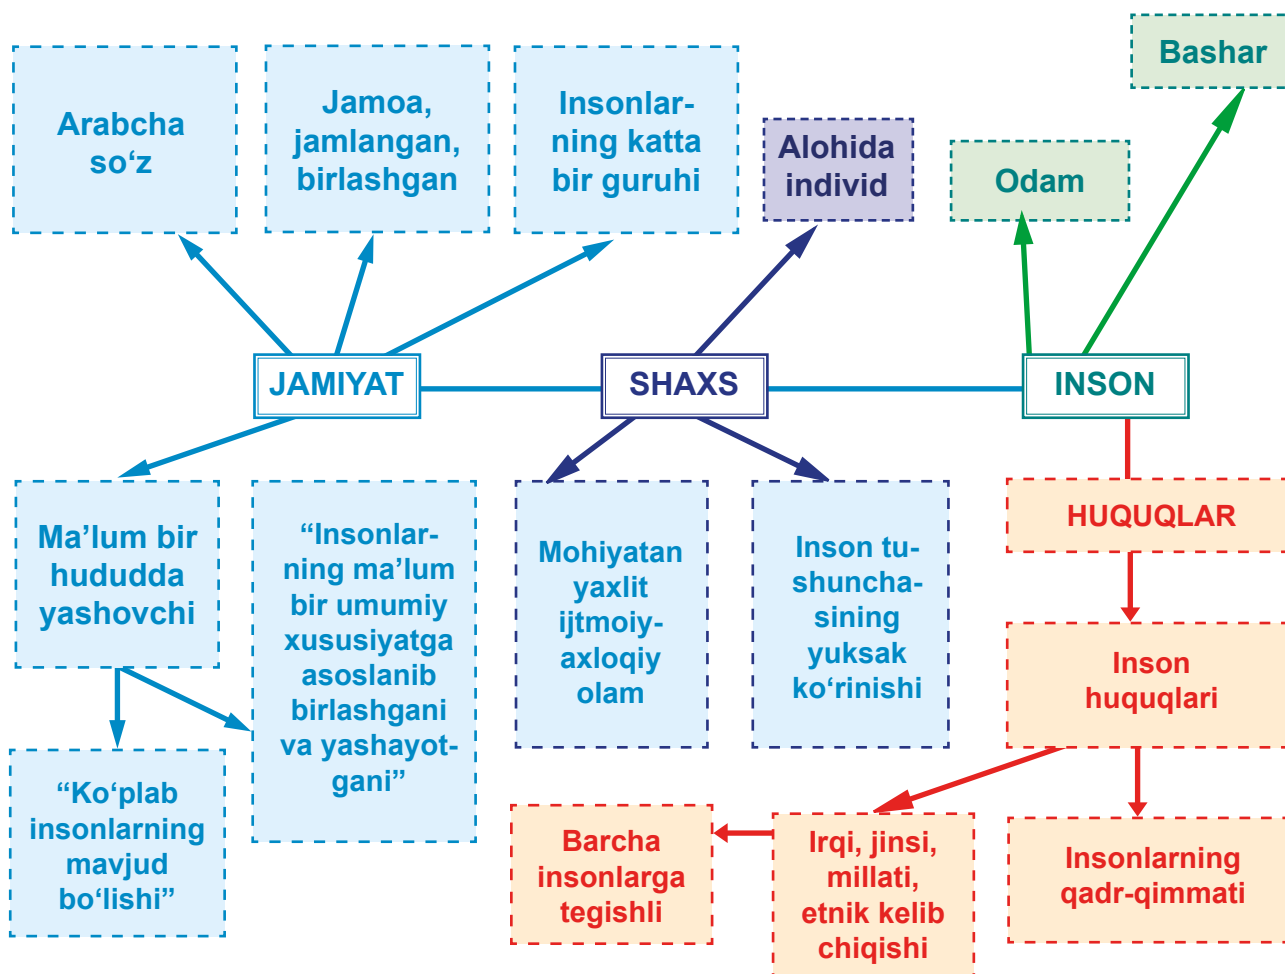 Bashar
Arabcha
so‘z
Jamoa,
jamlangan,
birlashgan
Insonlar-
ning katta
bir guruhi
Alohida
individ
Odam
JAMIYAT
SHAXS
INSON
Ma’lum bir
hududda
yashovchi
“Insonlar-
ning ma’lum
bir umumiy
xususiyatga
asoslanib
birlashgani
va yashayot-
gani”
Mohiyatan
yaxlit
ijtmoiy-
axloqiy
olam
Inson tu-
shuncha-
sining
yuksak
ko‘rinishi
HUQUQLAR
Inson
huquqlari
“Ko‘plab
insonlarning
mavjud
bo‘lishi”
Barcha
insonlarga
tegishli
Irqi, jinsi,
millati,
etnik kelib
chiqishi
Insonlarning
qadr-qimmati